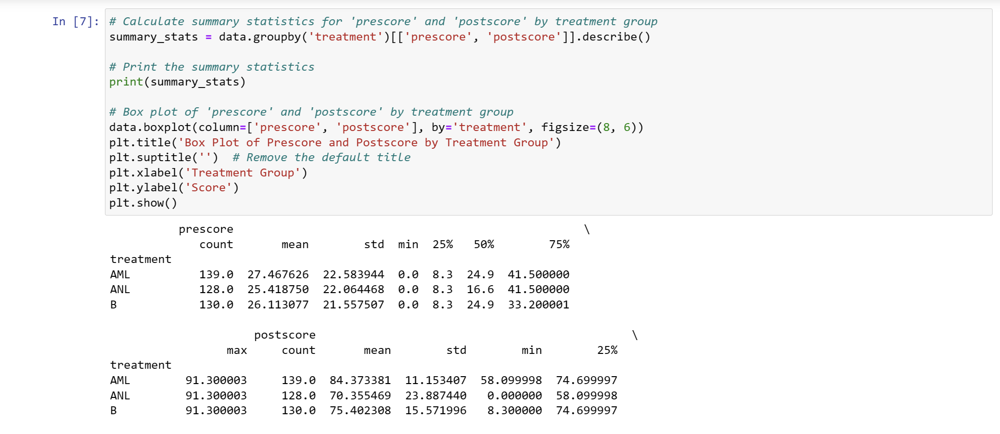 In [7]: # Calculate summary statistics for 'prescore' and 'postscore' by treatment group
summary_stats = data.groupby('treatment')[['prescore', 'postscore']].describe()
# Print the summary statistics
print(summary_stats)
# Box plot of 'prescore' and 'postscore' by treatment group
data.boxplot(column=['prescore', 'postscore'], by='treatment', figsize=(8, 6))
plt.title('Box Plot of Prescore and Postscore by Treatment Group')
plt.suptitle('')  # Remove the default title
plt.xlabel('Treatment Group')
plt.ylabel('Score')
plt.show()
prescore \
count mean std min 25% 50% 75%
treatment
AML 139.0 27.467626 22.583944 0.0 8.3 24.9 41.500000
ANL 128.0 25.418750 22.064468 0.0 8.3 16.6 41.500000
B 130.0 26.113077 21.557507 0.0 8.3 24.9 33.200001
postscore \
max count mean std min 25%
treatment
AML 91.300003 139.0 84.373381 11.153407 58.099998 74.699997
ANL 91.300003 128.0 70.355469 23.887440 0.000000 58.099998
B 91.300003 130.0 75.402308 15.571996 8.300000 74.699997